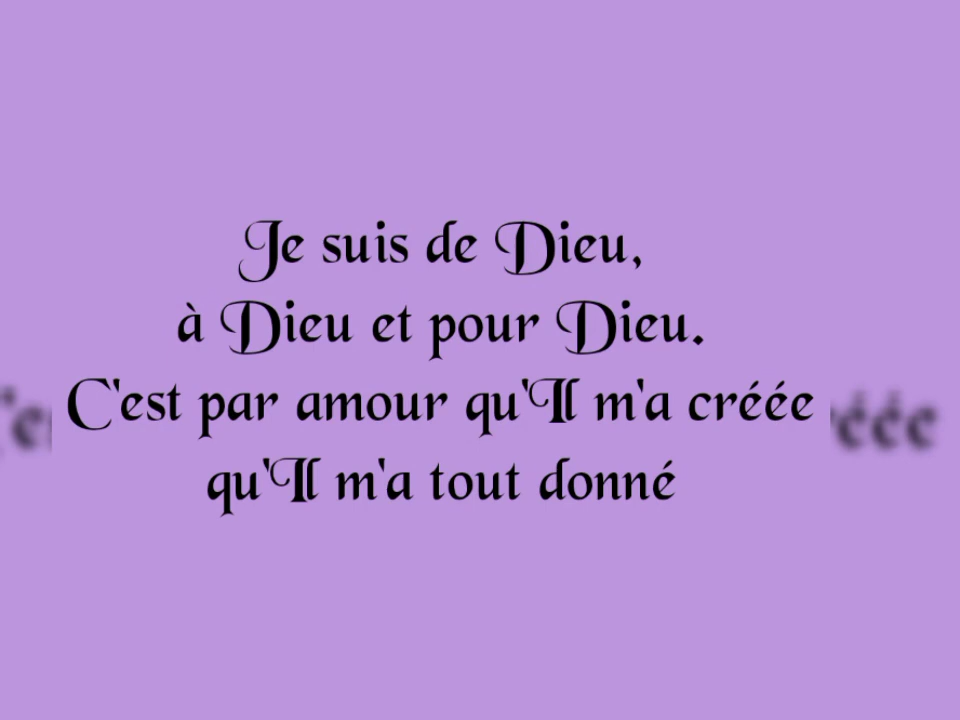 Je suis de Dieu,
à Dieu et pour Dieu.
C'est par amour qu'Il m'a créée
qu'Il m'a tout donné